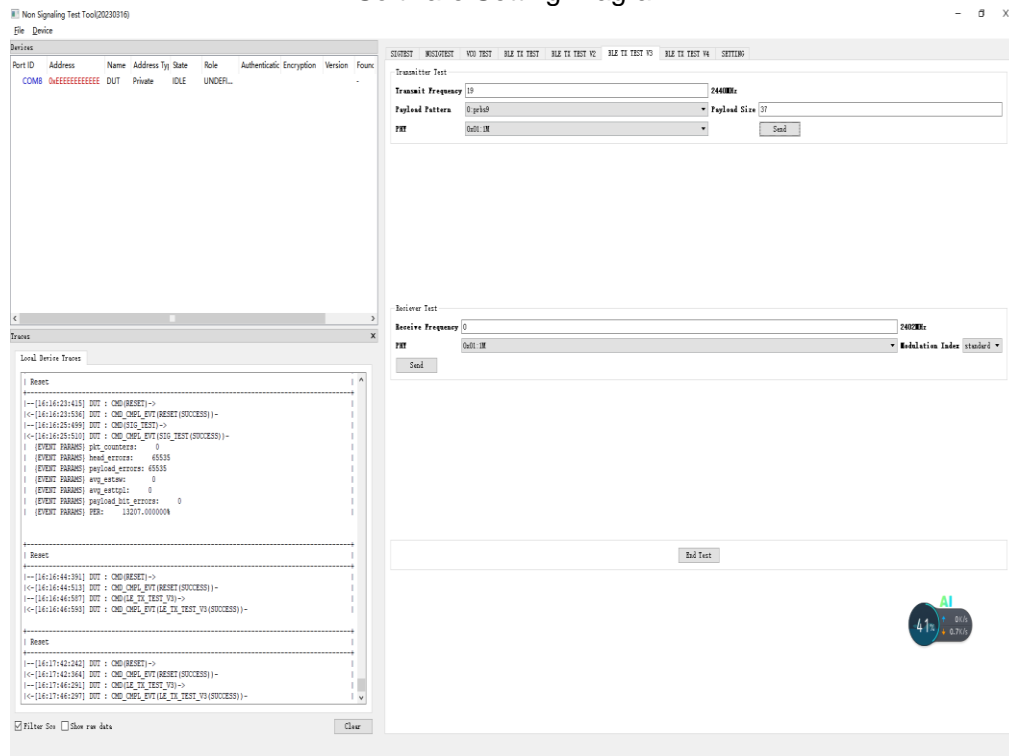 Non Signaling Test Tool(20230316)
File Device
Devices
Port ID Address Name Address Ty State Role Authenticatic Encryption Version Found
COM8 0xEEEEEEEEEEEE DUT Private IDLE UNDEFI... -
Traces
Local Device Traces
| Reset
|--[16:16:23:415] DUT : CMD(RESET)->
|<-[16:16:23:536] DUT : CMD_CMPL_EVT(RESET(SUCCESS))-
|--[16:16:25:499] DUT : CMD(SIG_TEST)->
|<-[16:16:25:510] DUT : CMD_CMPL_EVT(SIG_TEST(SUCCESS))-
| {EVENT PARAMS} pkt_counters: 0
| {EVENT PARAMS} head_errors: 65535
| {EVENT PARAMS} payload_errors: 65535
| {EVENT PARAMS} avg_estsw: 0
| {EVENT PARAMS} avg_esttpl: 0
| {EVENT PARAMS} payload_bit_errors: 0
| {EVENT PARAMS} PER: 13207.000000%
| Reset
|--[16:16:44:391] DUT : CMD(RESET)->
|<-[16:16:44:513] DUT : CMD_CMPL_EVT(RESET(SUCCESS))-
|--[16:16:46:587] DUT : CMD(LE_TX_TEST_V3)->
|<-[16:16:46:593] DUT : CMD_CMPL_EVT(LE_TX_TEST_V3(SUCCESS))-
| Reset
|--[16:17:42:242] DUT : CMD(RESET)->
|<-[16:17:42:364] DUT : CMD_CMPL_EVT(RESET(SUCCESS))-
|--[16:17:46:291] DUT : CMD(LE_TX_TEST_V3)->
|<-[16:17:46:297] DUT : CMD_CMPL_EVT(LE_TX_TEST_V3(SUCCESS))-
Filter Sco Show raw data Clear
SIGTEST NOSIGTEST VCO TEST BLE TX TEST BLE TX TEST V2 BLE TX TEST V3 BLE TX TEST V4 SETTING
Transmitter Test
Transmit Frequency 19 2440MHz
Payload Pattern 0:prbs9 Payload Size 37
PHY 0x01:1M Send
Reciever Test
Receive Frequency 0 2402MHz
PHY 0x01:1M Modulation Index standard
Send
End Test
AI
41% ↑ 0K/s
↓ 0.7K/s